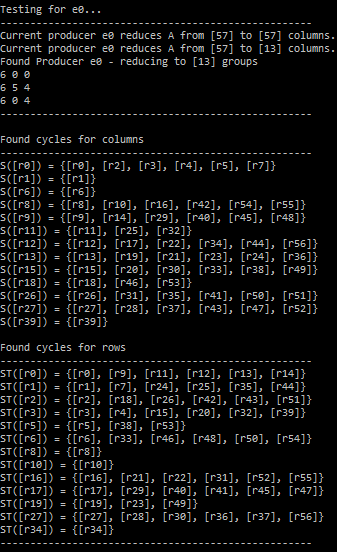 Testing for e0...
---------------------------------------
Current producer e0 reduces A from [57] to [57] columns.
Current producer e0 reduces A from [57] to [13] columns.
Found Producer e0 - reducing to [13] groups
6 0 0
6 5 4
6 0 4
---------------------------------------
Found cycles for columns
---------------------------------------
S([r0]) = {[r0], [r2], [r3], [r4], [r5], [r7]}
S([r1]) = {[r1]}
S([r6]) = {[r6]}
S([r8]) = {[r8], [r10], [r16], [r42], [r54], [r55]}
S([r9]) = {[r9], [r14], [r29], [r40], [r45], [r48]}
S([r11]) = {[r11], [r25], [r32]}
S([r12]) = {[r12], [r17], [r22], [r34], [r44], [r56]}
S([r13]) = {[r13], [r19], [r21], [r23], [r24], [r36]}
S([r15]) = {[r15], [r20], [r30], [r33], [r38], [r49]}
S([r18]) = {[r18], [r46], [r53]}
S([r26]) = {[r26], [r31], [r35], [r41], [r50], [r51]}
S([r27]) = {[r27], [r28], [r37], [r43], [r47], [r52]}
S([r39]) = {[r39]}
Found cycles for rows
---------------------------------------
ST([r0]) = {[r0], [r9], [r11], [r12], [r13], [r14]}
ST([r1]) = {[r1], [r7], [r24], [r25], [r35], [r44]}
ST([r2]) = {[r2], [r18], [r26], [r42], [r43], [r51]}
ST([r3]) = {[r3], [r4], [r15], [r20], [r32], [r39]}
ST([r5]) = {[r5], [r38], [r53]}
ST([r6]) = {[r6], [r33], [r46], [r48], [r50], [r54]}
ST([r8]) = {[r8]}
ST([r10]) = {[r10]}
ST([r16]) = {[r16], [r21], [r22], [r31], [r52], [r55]}
ST([r17]) = {[r17], [r29], [r40], [r41], [r45], [r47]}
ST([r19]) = {[r19], [r23], [r49]}
ST([r27]) = {[r27], [r28], [r30], [r36], [r37], [r56]}
ST([r34]) = {[r34]}
---------------------------------------